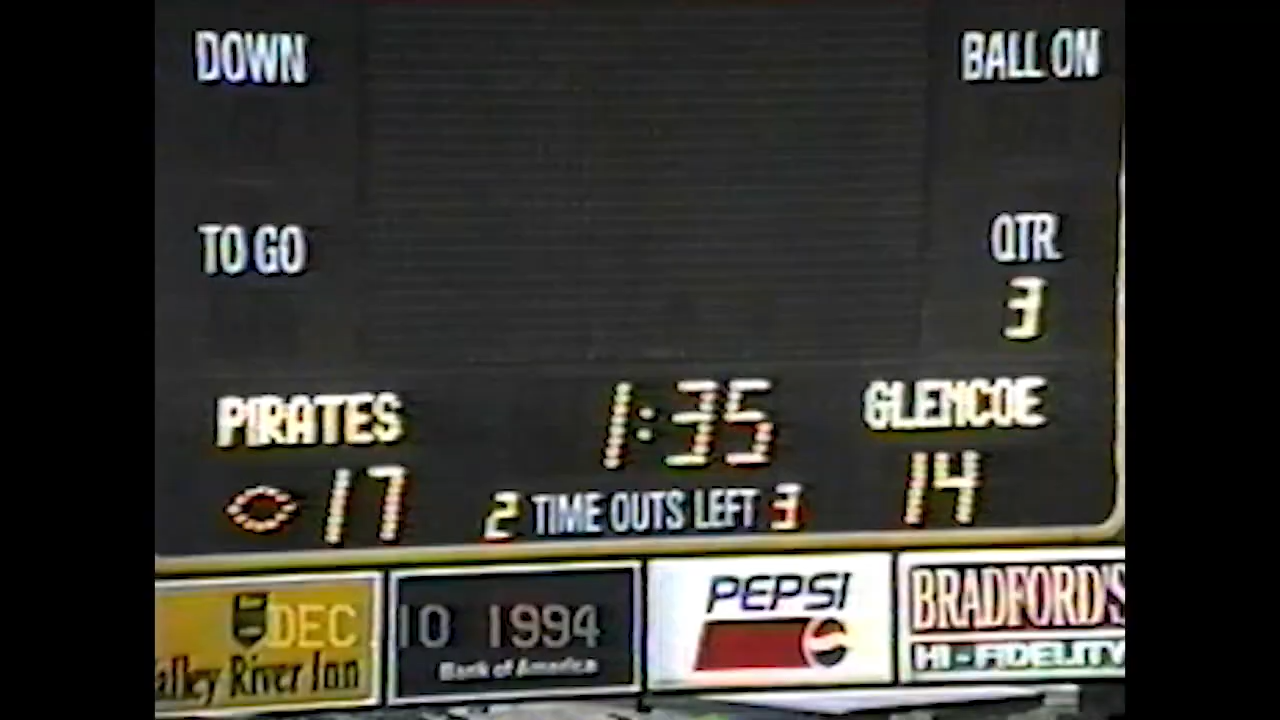 DOWN
BALL ON
TO GO
QTR
3
PIRATES
1:35
GLENCOE
17
2 TIME OUTS LEFT 3
14
DEC. 10 1994
alley River Inn
Bank of America
PEPSI
BRADFORD'S
HI-FIDELITY